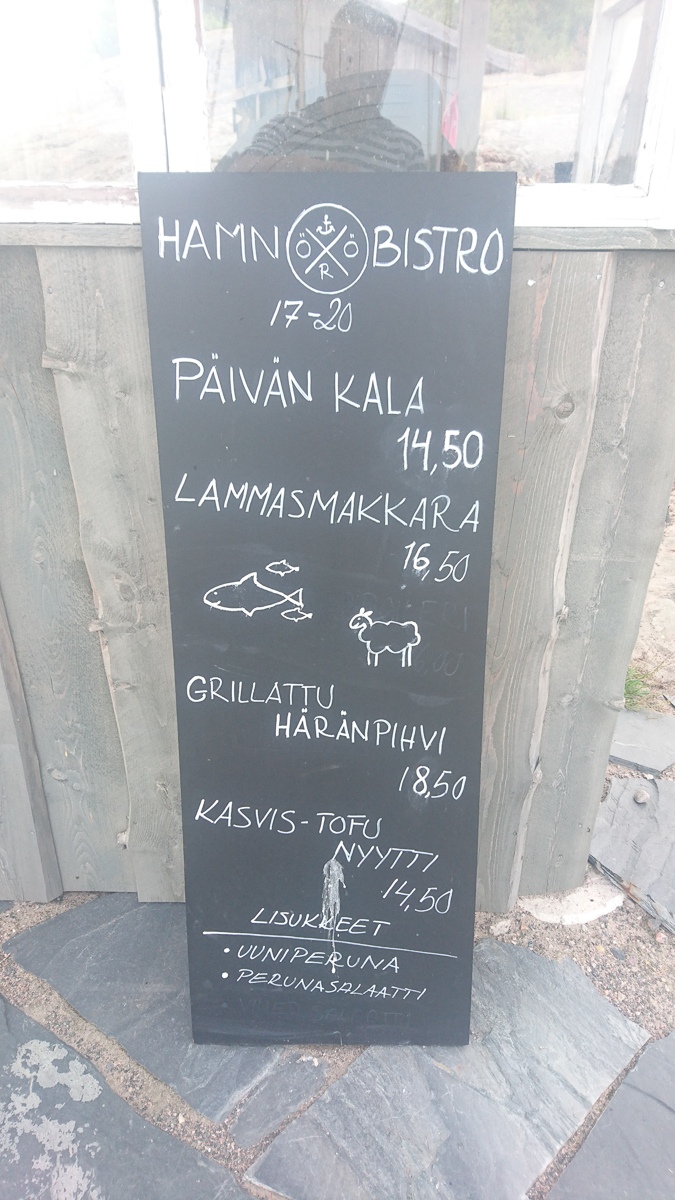 HAMN Ö R Ö BISTRO
17-20
PÄIVÄN KALA
14,50
LAMMASMAKKARA
16,50
GRILLATTU
HÄRÄNPIHVI
18,50
KASVIS-TOFU
NYYTTI
14,50
LISUKKEET
• UUNIPERUNA
• PERUNASALAATTI